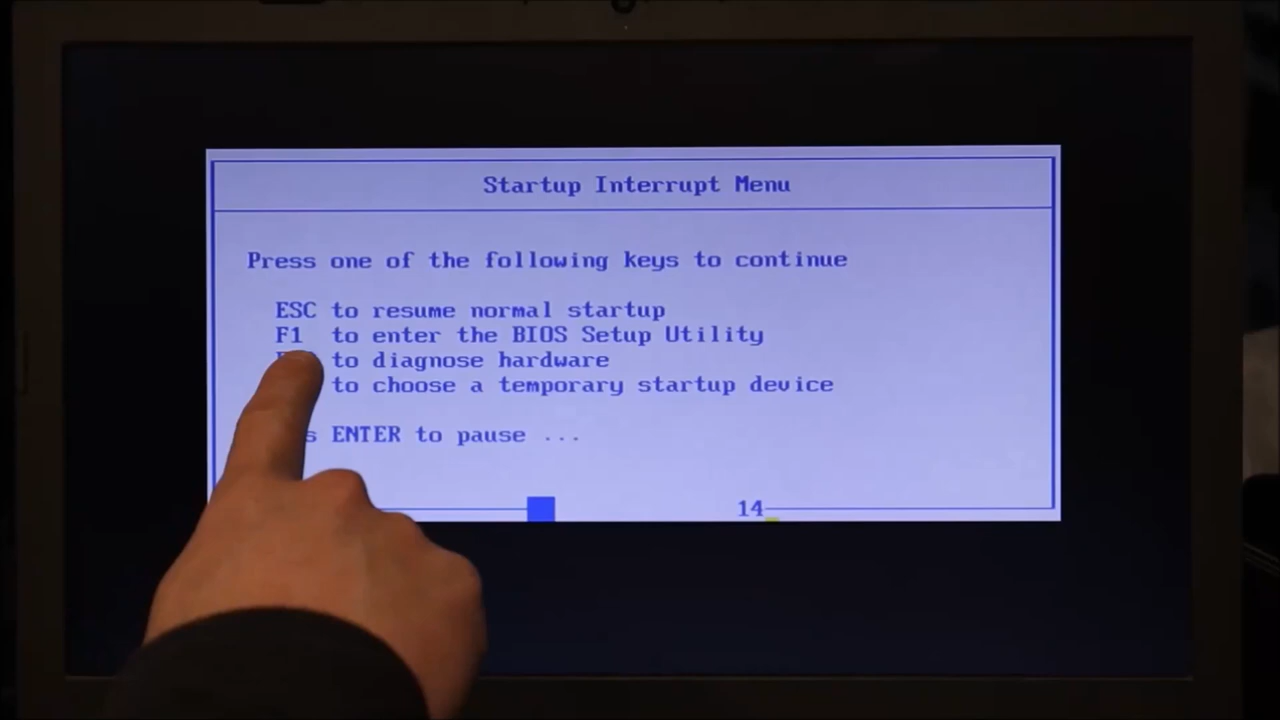 Startup Interrupt Menu
Press one of the following keys to continue
ESC to resume normal startup
F1 to enter the BIOS Setup Utility
to diagnose hardware
to choose a temporary startup device
ENTER to pause ...
14